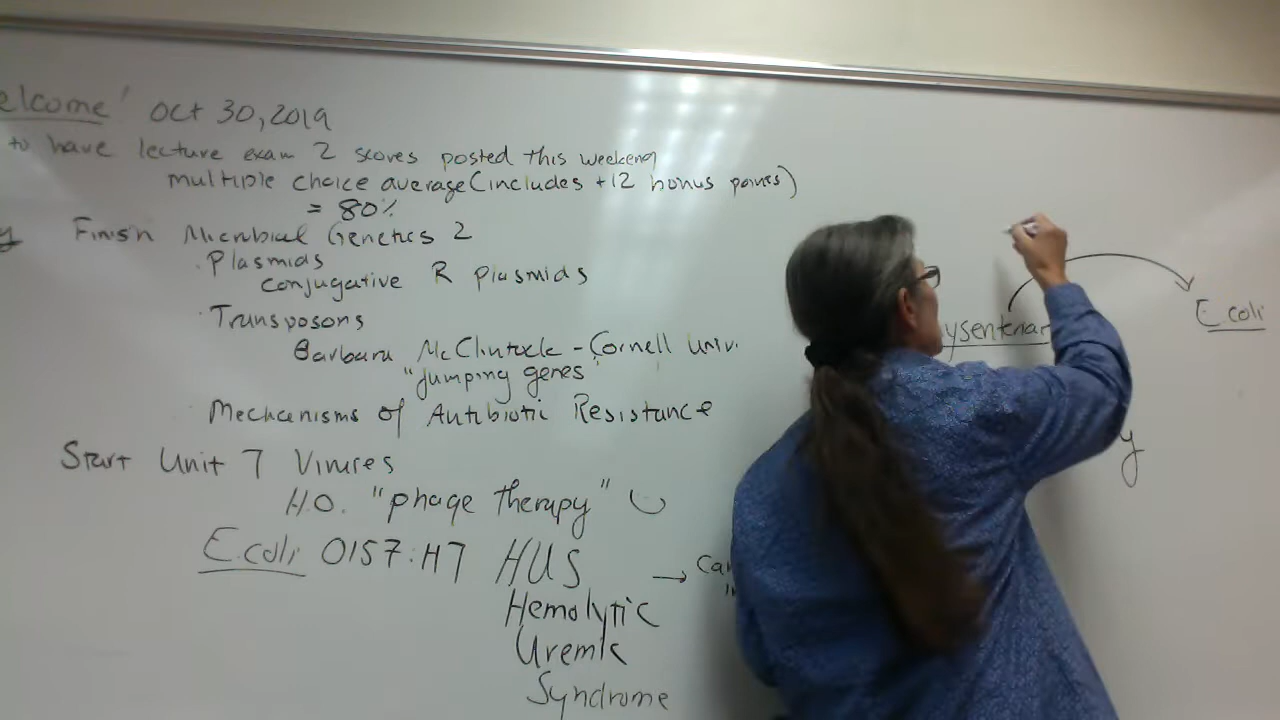 elcome! Oct 30, 2019
to have lecture exam 2 scores posted this weekend
multiple choice average (includes +12 bonus points)
= 80%
y Finish Microbial Genetics 2
· Plasmids
conjugative R plasmids
· Transposons
Barbara McClintock - Cornell Univ.
"jumping genes"
Mechanisms of Antibiotic Resistance
Start Unit 7 Viruses
H.O. "phage therapy"
E.coli O157:H7 HUS → Ca
Hemolytic
Uremic
Syndrome
ysentenar
E coli
y